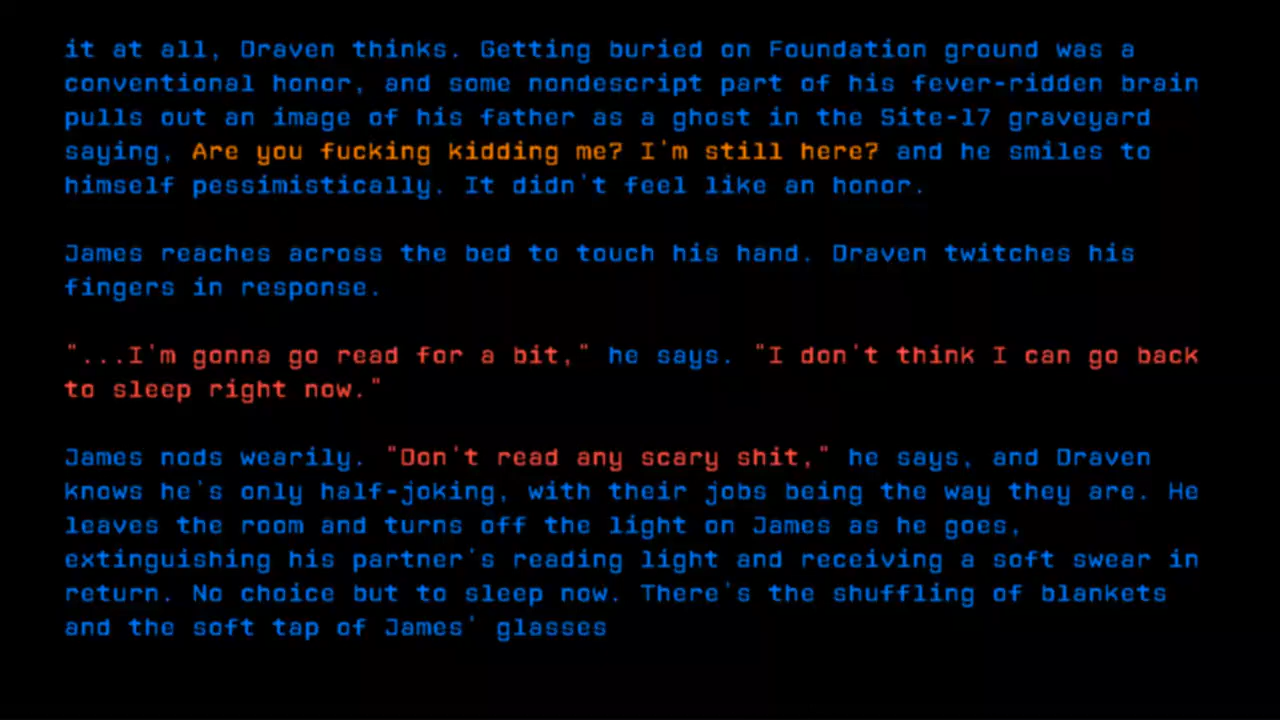 it at all, Draven thinks. Getting buried on Foundation ground was a
conventional honor, and some nondescript part of his fever-ridden brain
pulls out an image of his father as a ghost in the Site-17 graveyard
saying, Are you fucking kidding me? I'm still here? and he smiles to
himself pessimistically. It didn't feel like an honor.
James reaches across the bed to touch his hand. Draven twitches his
fingers in response.
"...I'm gonna go read for a bit," he says. "I don't think I can go back
to sleep right now."
James nods wearily. "Don't read any scary shit," he says, and Draven
knows he's only half-joking, with their jobs being the way they are. He
leaves the room and turns off the light on James as he goes,
extinguishing his partner's reading light and receiving a soft swear in
return. No choice but to sleep now. There's the shuffling of blankets
and the soft tap of James' glasses